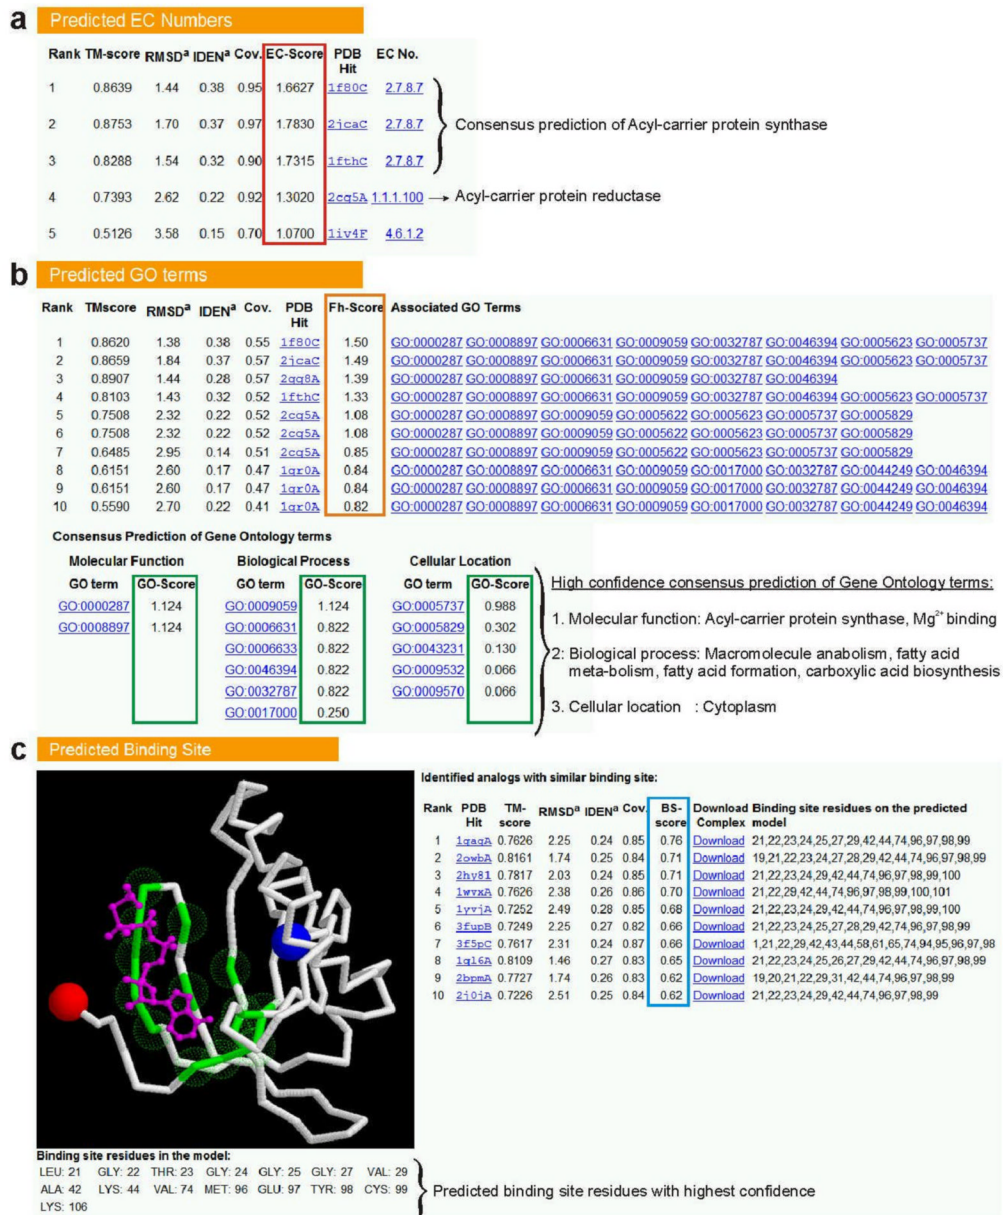 a Predicted EC Numbers
Rank TM-score RMSDa IDENa Cov. EC-Score PDB Hit EC No.
1 0.8639 1.44 0.38 0.95 1.6627 1f80C 2.7.8.7
2 0.8753 1.70 0.37 0.97 1.7830 2jcaC 2.7.8.7
3 0.8288 1.54 0.32 0.90 1.7315 1fthC 2.7.8.7
Consensus prediction of Acyl-carrier protein synthase
4 0.7393 2.62 0.22 0.92 1.3020 2cg5A 1.1.1.100 → Acyl-carrier protein reductase
5 0.5126 3.58 0.15 0.70 1.0700 1iv4F 4.6.1.2
b Predicted GO terms
Rank TMscore RMSDa IDENa Cov. PDB Hit Fh-Score Associated GO Terms
1 0.8620 1.38 0.38 0.55 1f80C 1.50 GO:0000287 GO:0008897 GO:0006631 GO:0009059 GO:0032787 GO:0046394 GO:0005623 GO:0005737
2 0.8659 1.84 0.37 0.57 2jcaC 1.49 GO:0000287 GO:0008897 GO:0006631 GO:0009059 GO:0032787 GO:0046394 GO:0005623 GO:0005737
3 0.8907 1.44 0.28 0.57 2qg8A 1.39 GO:0000287 GO:0008897 GO:0006631 GO:0009059 GO:0032787 GO:0046394
4 0.8103 1.43 0.32 0.52 1fthC 1.33 GO:0000287 GO:0008897 GO:0006631 GO:0009059 GO:0032787 GO:0046394 GO:0005623 GO:0005737
5 0.7508 2.32 0.22 0.52 2cg5A 1.08 GO:0000287 GO:0008897 GO:0009059 GO:0005622 GO:0005623 GO:0005737 GO:0005829
6 0.7508 2.32 0.22 0.52 2cg5A 1.08 GO:0000287 GO:0008897 GO:0009059 GO:0005622 GO:0005623 GO:0005737 GO:0005829
7 0.6485 2.95 0.14 0.51 2cg5A 0.85 GO:0000287 GO:0008897 GO:0009059 GO:0005622 GO:0005623 GO:0005737 GO:0005829
8 0.6151 2.60 0.17 0.47 1qr0A 0.84 GO:0000287 GO:0008897 GO:0006631 GO:0009059 GO:0017000 GO:0032787 GO:0044249 GO:0046394
9 0.6151 2.60 0.17 0.47 1qr0A 0.84 GO:0000287 GO:0008897 GO:0006631 GO:0009059 GO:0017000 GO:0032787 GO:0044249 GO:0046394
10 0.5590 2.70 0.22 0.41 1qr0A 0.82 GO:0000287 GO:0008897 GO:0006631 GO:0009059 GO:0017000 GO:0032787 GO:0044249 GO:0046394
Consensus Prediction of Gene Ontology terms
Molecular Function Biological Process Cellular Location
GO term GO-Score GO term GO-Score GO term GO-Score
GO:0000287 1.124 GO:0009059 1.124 GO:0005737 0.988
GO:0008897 1.124 GO:0006631 0.822 GO:0005829 0.302
GO:0006633 0.822 GO:0043231 0.130
GO:0046394 0.822 GO:0009532 0.066
GO:0032787 0.822 GO:0009570 0.066
GO:0017000 0.250
High confidence consensus prediction of Gene Ontology terms:
1. Molecular function: Acyl-carrier protein synthase, Mg2+ binding
2: Biological process: Macromolecule anabolism, fatty acid
meta-bolism, fatty acid formation, carboxylic acid biosynthesis
3. Cellular location : Cytoplasm
c Predicted Binding Site
Identified analogs with similar binding site:
Rank PDB Hit TM-score RMSDa IDENa Cov. BS-score Download Complex Binding site residues on the predicted model
1 1gagA 0.7626 2.25 0.24 0.85 0.76 Download 21,22,23,24,25,27,29,42,44,74,96,97,98,99
2 2owbA 0.8161 1.74 0.25 0.84 0.71 Download 19,21,22,23,24,27,28,29,42,44,74,96,97,98,99
3 2hy81 0.7817 2.03 0.24 0.85 0.71 Download 21,22,23,24,29,42,44,74,96,97,98,99,100
4 1wvxA 0.7626 2.38 0.26 0.86 0.70 Download 21,22,29,42,44,74,96,97,98,99,100,101
5 1yvjA 0.7252 2.49 0.28 0.85 0.68 Download 21,22,23,24,29,42,44,74,96,97,98,99,100
6 3fupB 0.7249 2.25 0.27 0.82 0.66 Download 21,22,23,24,25,27,28,29,42,44,74,96,97,98,99
7 3f5pC 0.7617 2.31 0.24 0.87 0.66 Download 1,21,22,29,42,43,44,58,61,65,74,94,95,96,97,98
8 1gl6A 0.8109 1.46 0.27 0.83 0.65 Download 21,22,23,24,25,26,27,29,42,44,74,96,97,98,99
9 2bpmA 0.7727 1.74 0.26 0.83 0.62 Download 19,20,21,22,29,31,42,44,74,96,97,98,99
10 2j0jA 0.7226 2.51 0.25 0.84 0.62 Download 21,22,23,24,29,42,44,74,96,97,98,99
Binding site residues in the model:
LEU: 21 GLY: 22 THR: 23 GLY: 24 GLY: 25 GLY: 27 VAL: 29
ALA: 42 LYS: 44 VAL: 74 MET: 96 GLU: 97 TYR: 98 CYS: 99
LYS: 106
Predicted binding site residues with highest confidence